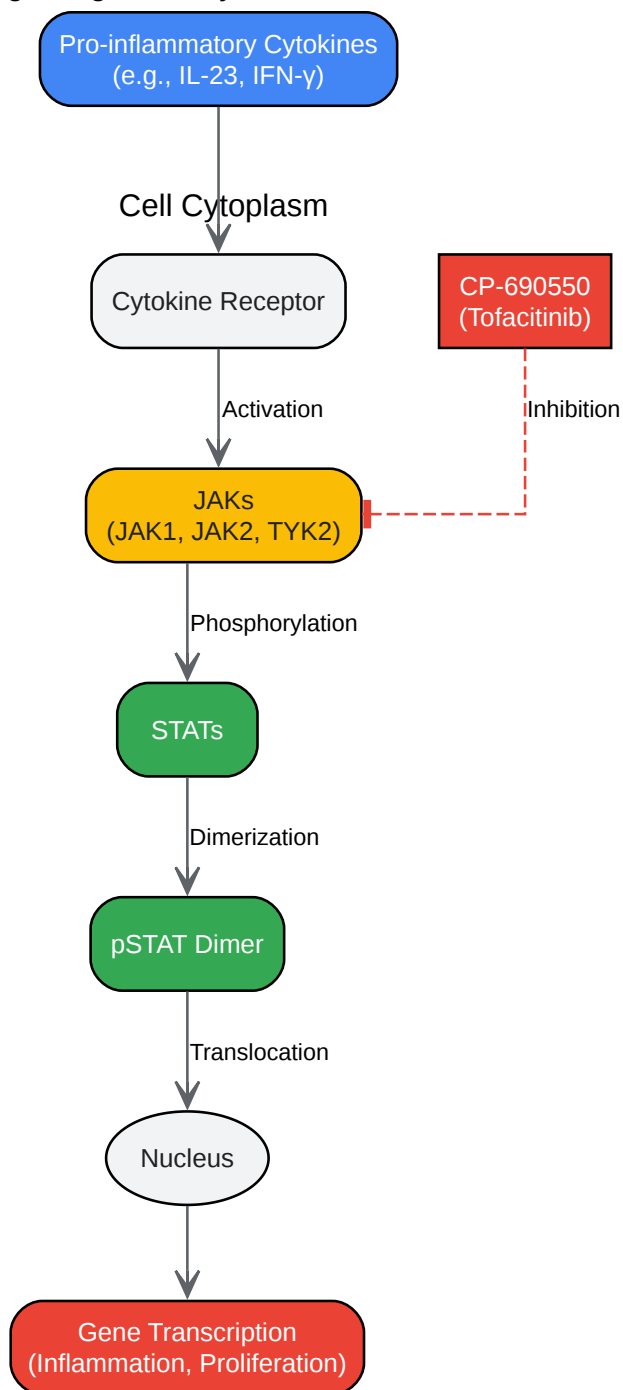 Pro-inflammatory Cytokines
(e.g., IL-23, IFN-γ)
Cell Cytoplasm
Cytokine Receptor
CP-690550
(Tofacitinib)
Activation
Inhibition
JAKs
(JAK1, JAK2, TYK2)
Phosphorylation
STATs
Dimerization
pSTAT Dimer
Translocation
Nucleus
Gene Transcription
(Inflammation, Proliferation)